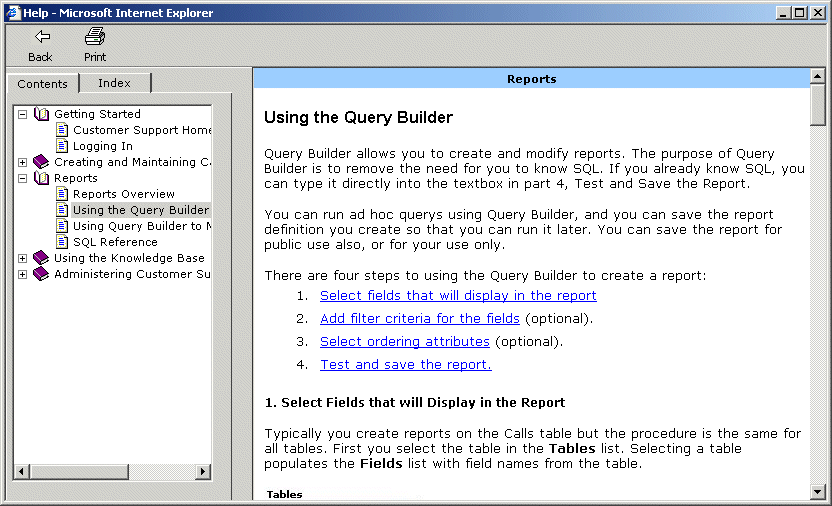 Help - Microsoft Internet Explorer
Back Print
Contents Index
Getting Started
Customer Support Home
Logging In
Creating and Maintaining Ca
Reports
Reports Overview
Using the Query Builder
Using Query Builder to M
SQL Reference
Using the Knowledge Base
Administering Customer Su
Reports
Using the Query Builder
Query Builder allows you to create and modify reports. The purpose of Query
Builder is to remove the need for you to know SQL. If you already know SQL, you
can type it directly into the textbox in part 4, Test and Save the Report.
You can run ad hoc querys using Query Builder, and you can save the report
definition you create so that you can run it later. You can save the report for
public use also, or for your use only.
There are four steps to using the Query Builder to create a report:
1. Select fields that will display in the report
2. Add filter criteria for the fields (optional).
3. Select ordering attributes (optional).
4. Test and save the report.
1. Select Fields that will Display in the Report
Typically you create reports on the Calls table but the procedure is the same for
all tables. First you select the table in the Tables list. Selecting a table
populates the Fields list with field names from the table.
Tables